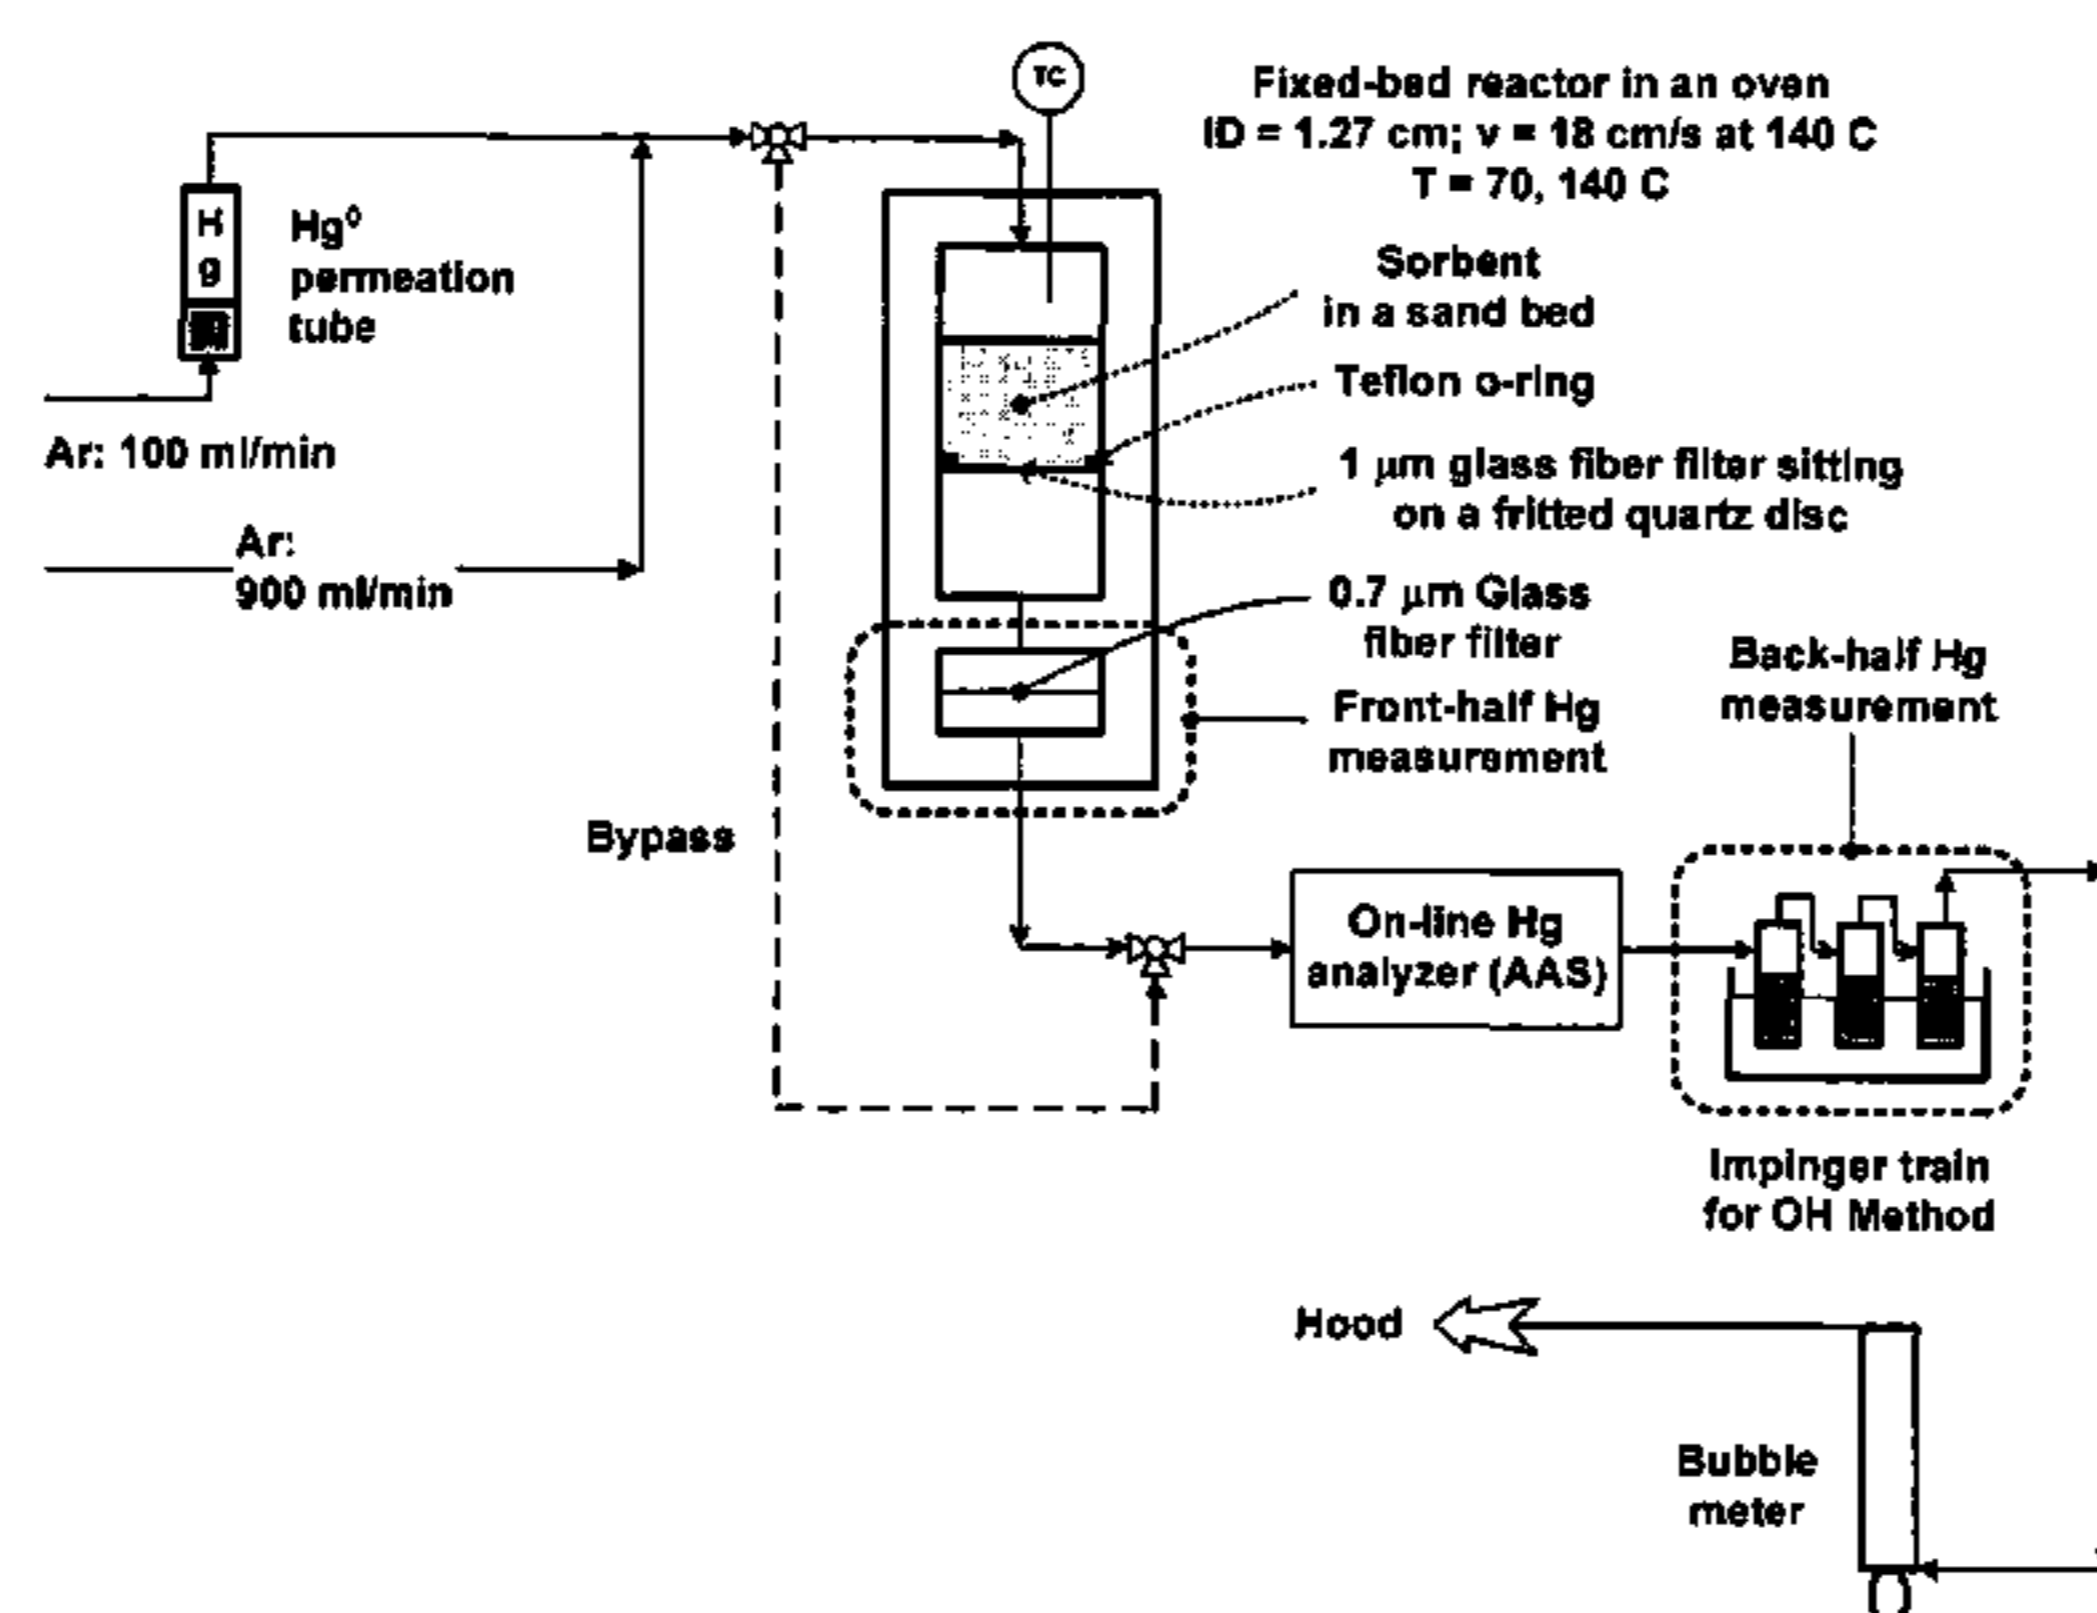 TC
Fixed-bed reactor in an oven
ID = 1.27 cm; v = 18 cm/s at 140 C
T = 70, 140 C
H
g
Hg⁰
permeation
tube
Sorbent
in a sand bed
Teflon o-ring
Ar: 100 ml/min
1 μm glass fiber filter sitting
on a fritted quartz disc
Ar:
900 ml/min
0.7 μm Glass
fiber filter
Front-half Hg
measurement
Back-half Hg
measurement
Bypass
On-line Hg
analyzer (AAS)
Impinger train
for OH Method
Hood
Bubble
meter